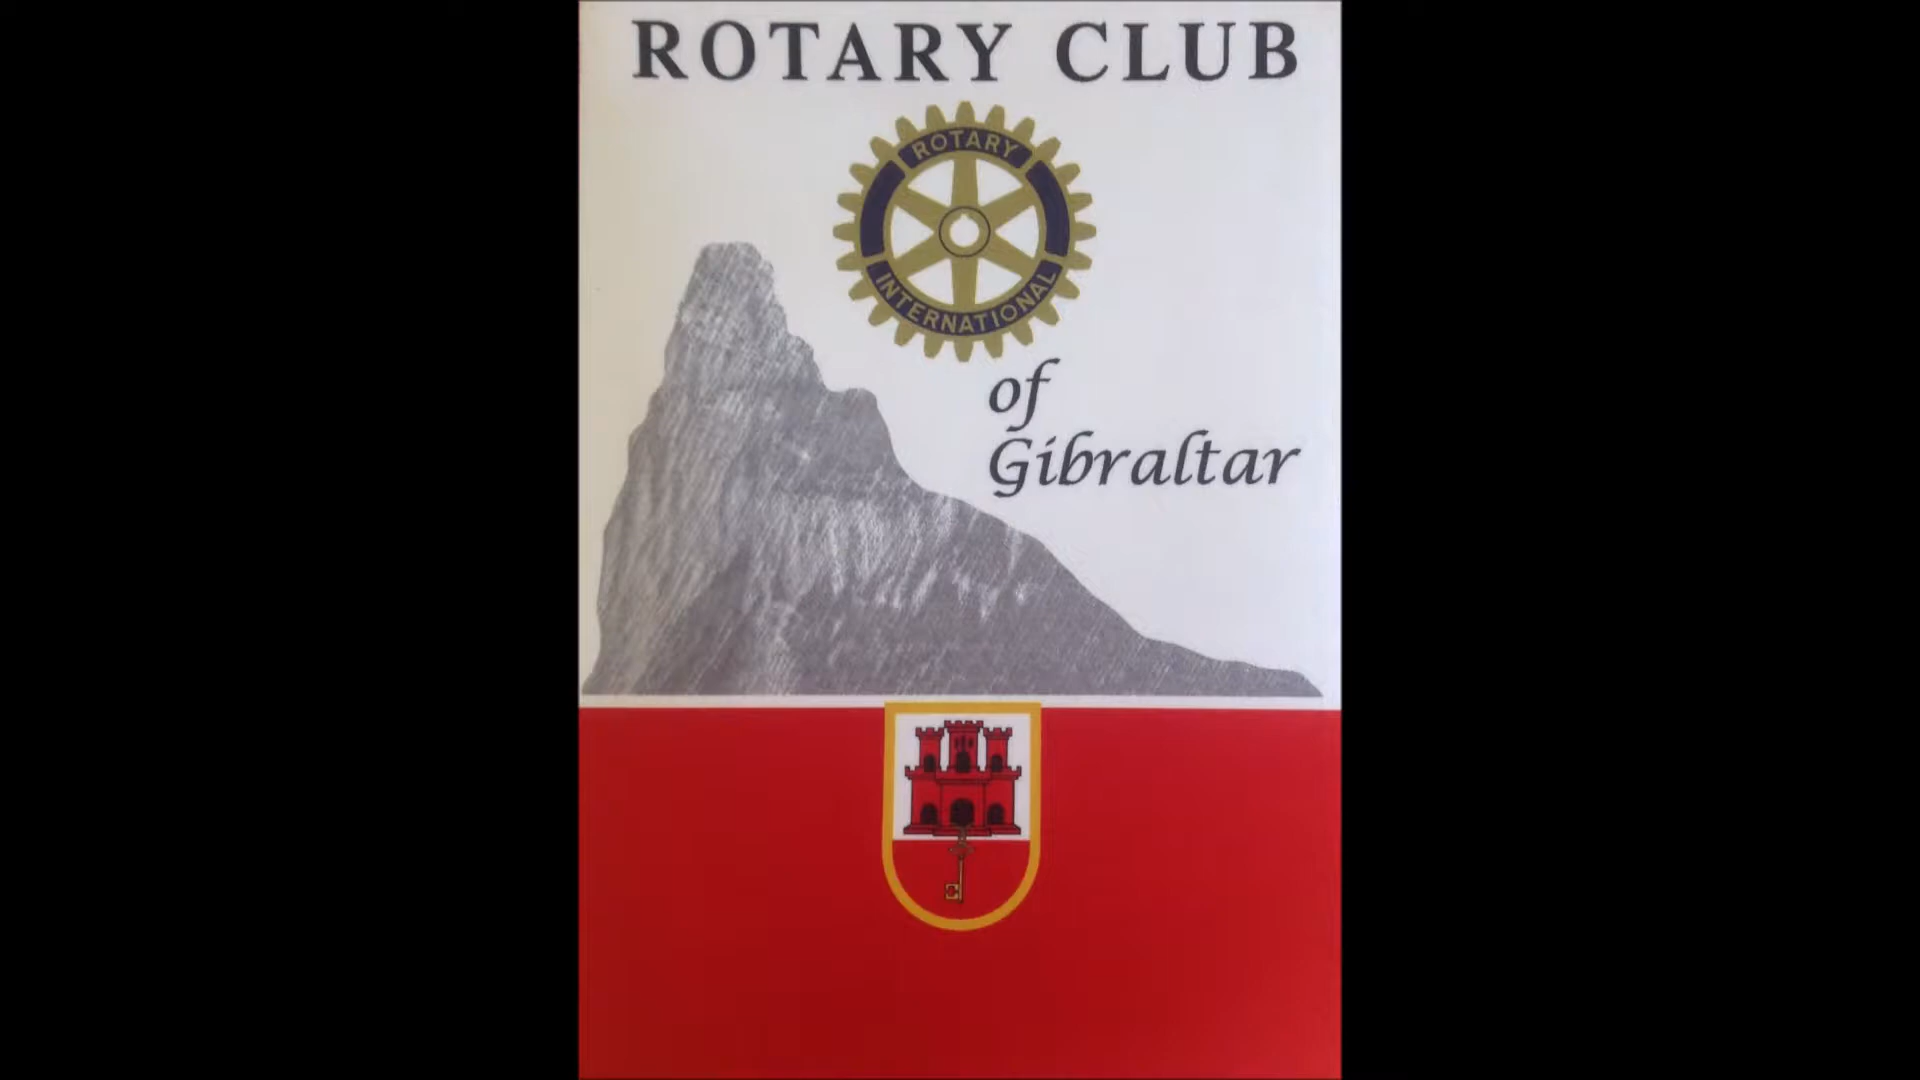 ROTARY CLUB
ROTARY
INTERNATIONAL
of
Gibraltar